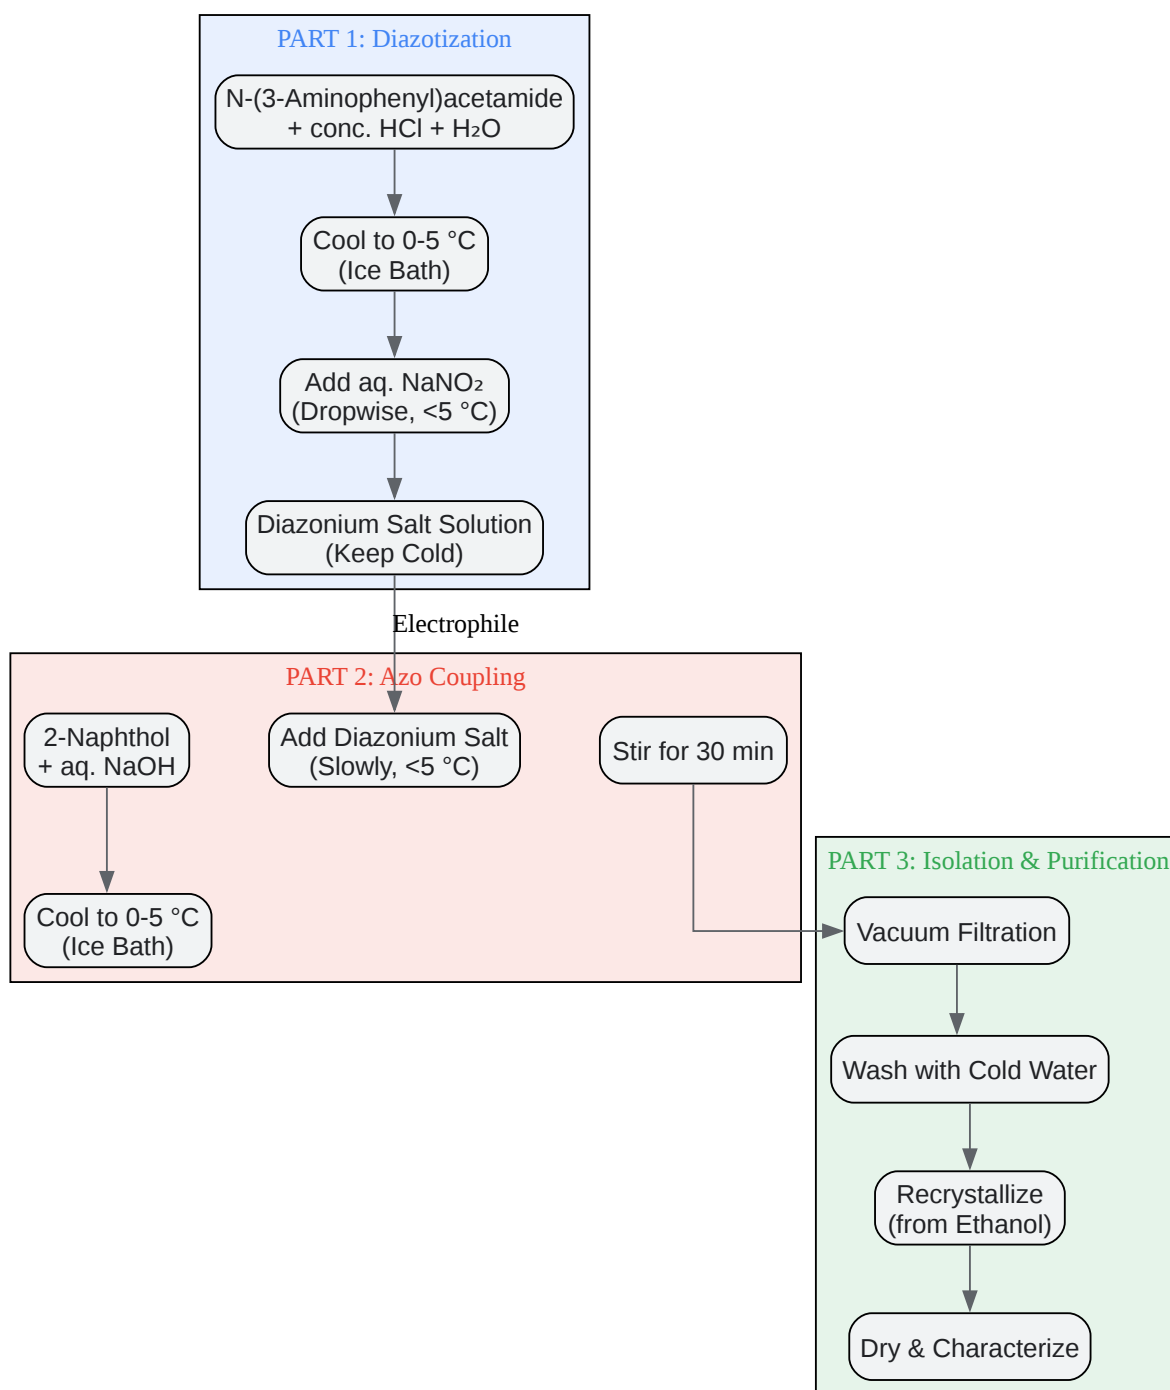 PART 1: Diazotization
N-(3-Aminophenyl)acetamide
+ conc. HCl + H₂O
Cool to 0-5 °C
(Ice Bath)
Add aq. NaNO₂
(Dropwise, <5 °C)
Diazonium Salt Solution
(Keep Cold)
Electrophile
PART 2: Azo Coupling
2-Naphthol
+ aq. NaOH
Add Diazonium Salt
(Slowly, <5 °C)
Stir for 30 min
Cool to 0-5 °C
(Ice Bath)
PART 3: Isolation & Purification
Vacuum Filtration
Wash with Cold Water
Recrystallize
(from Ethanol)
Dry & Characterize